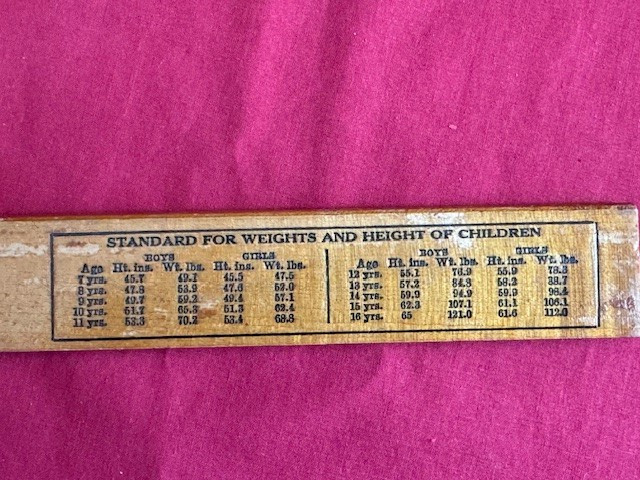 STANDARD FOR WEIGHTS AND HEIGHT OF CHILDREN
BOYS GIRLS
Age Ht. ins. Wt. lbs. Ht. ins. Wt. lbs.
7 yrs. 45.7 49.1 45.5 47.5
8 yrs. 47.8 53.9 47.6 52.0
9 yrs. 49.7 59.2 49.4 57.1
10 yrs. 51.7 65.3 51.3 62.4
11 yrs. 53.3 70.2 53.4 68.8
BOYS GIRLS
Age Ht. ins. Wt. lbs. Ht. ins. Wt. lbs.
12 yrs. 55.1 76.9 55.9 78.3
13 yrs. 57.2 84.8 58.2 88.7
14 yrs. 59.9 94.9 59.9 98.4
15 yrs. 62.3 107.1 61.1 106.1
16 yrs. 65 121.0 61.6 112.0